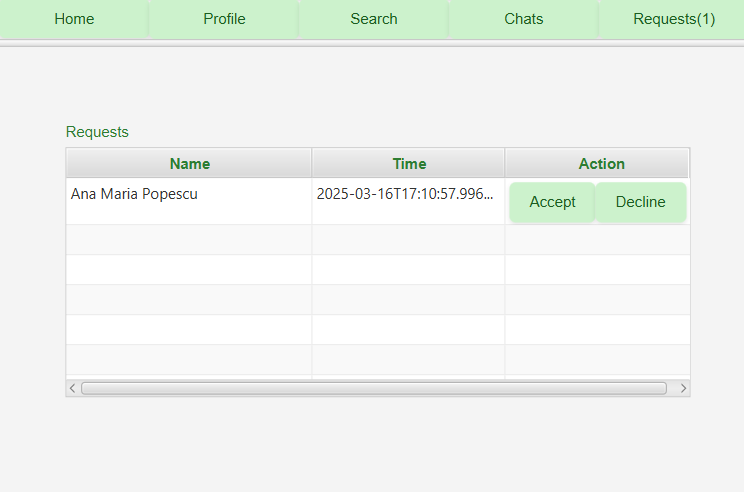 Home Profile Search Chats Requests(1)
Requests
Name Time Action
Ana Maria Popescu 2025-03-16T17:10:57.996... Accept Decline